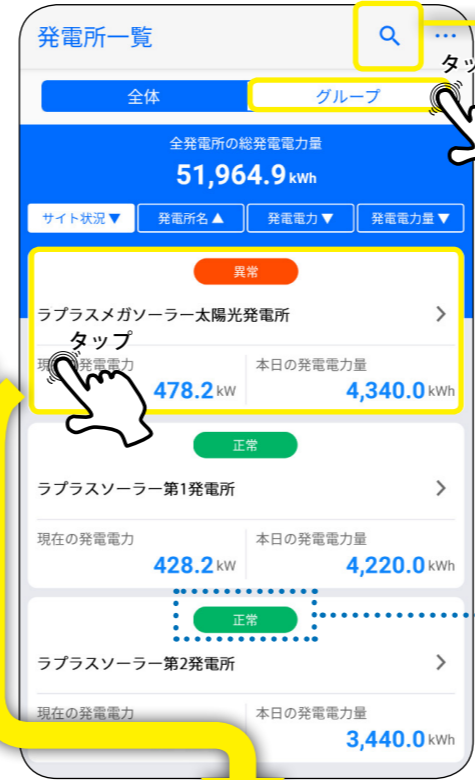 発電所一覧
タッ
全体 グループ
全発電所の総発電電力量
51,964.9 kWh
サイト状況▼ 発電所名▲ 発電電力▼ 発電電力量▼
異常
ラプラスメガソーラー太陽光発電所
タップ
現在の発電電力 本日の発電電力量
478.2 kW 4,340.0 kWh
正常
ラプラスソーラー第1発電所
現在の発電電力 本日の発電電力量
428.2 kW 4,220.0 kWh
正常
ラプラスソーラー第2発電所
現在の発電電力 本日の発電電力量
3,440.0 kWh